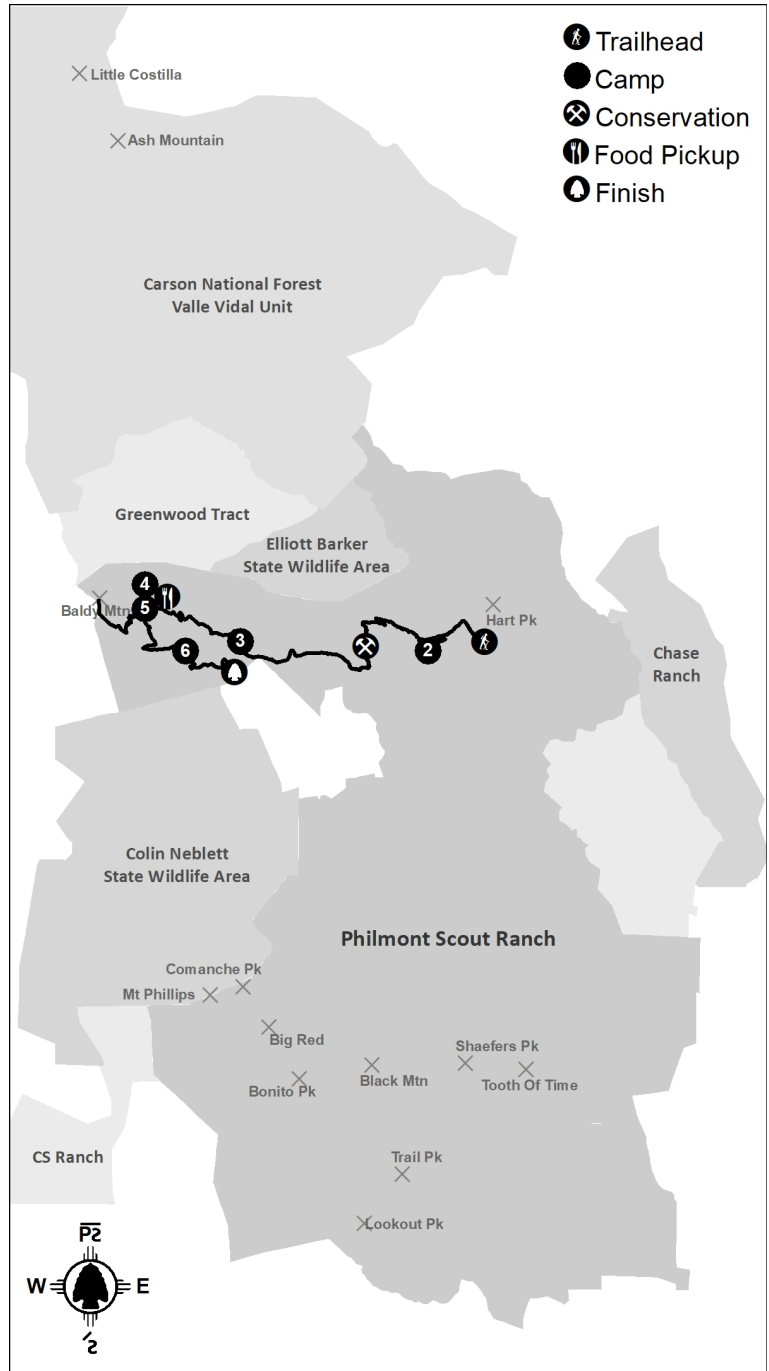 Trailhead
Camp
Conservation
Food Pickup
Finish
Little Costilla
Ash Mountain
Carson National Forest
Valle Vidal Unit
Greenwood Tract
Elliott Barker
State Wildlife Area
4
5
Baldy Mtn
Hart Pk
6
3
2
Chase
Ranch
Colin Neblett
State Wildlife Area
Philmont Scout Ranch
Comanche Pk
Mt Phillips
Big Red
Bonito Pk
Black Mtn
Shaefers Pk
Tooth Of Time
CS Ranch
Trail Pk
Lookout Pk
W E